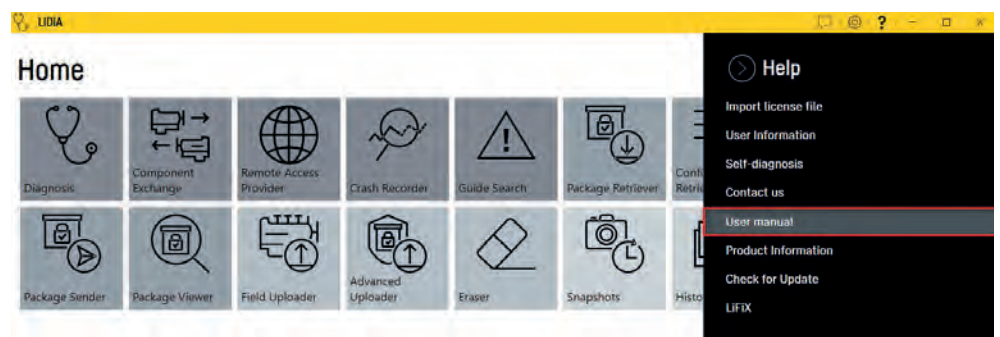 LIDIA
?
Home
Help
Import license file
User Information
Self-diagnosis
Contact us
User manual
Product Information
Check for Update
LiFiX
Diagnosis
Component
Exchange
Remote Access
Provider
Crash Recorder
Guide Search
Package Retriever
Package Sender
Package Viewer
Field Uploader
Advanced
Uploader
Eraser
Snapshots